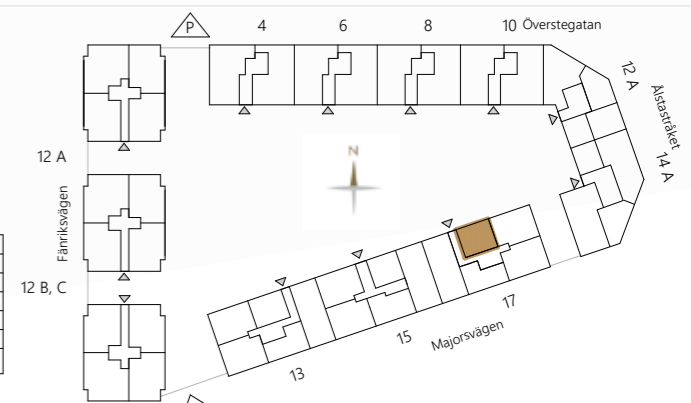 P
4
6
8
10 Överstegatan
12 A
Ålstastråket
14 A
N
12 A
Fänriksvägen
12 B, C
17
15
Majorsvägen
13